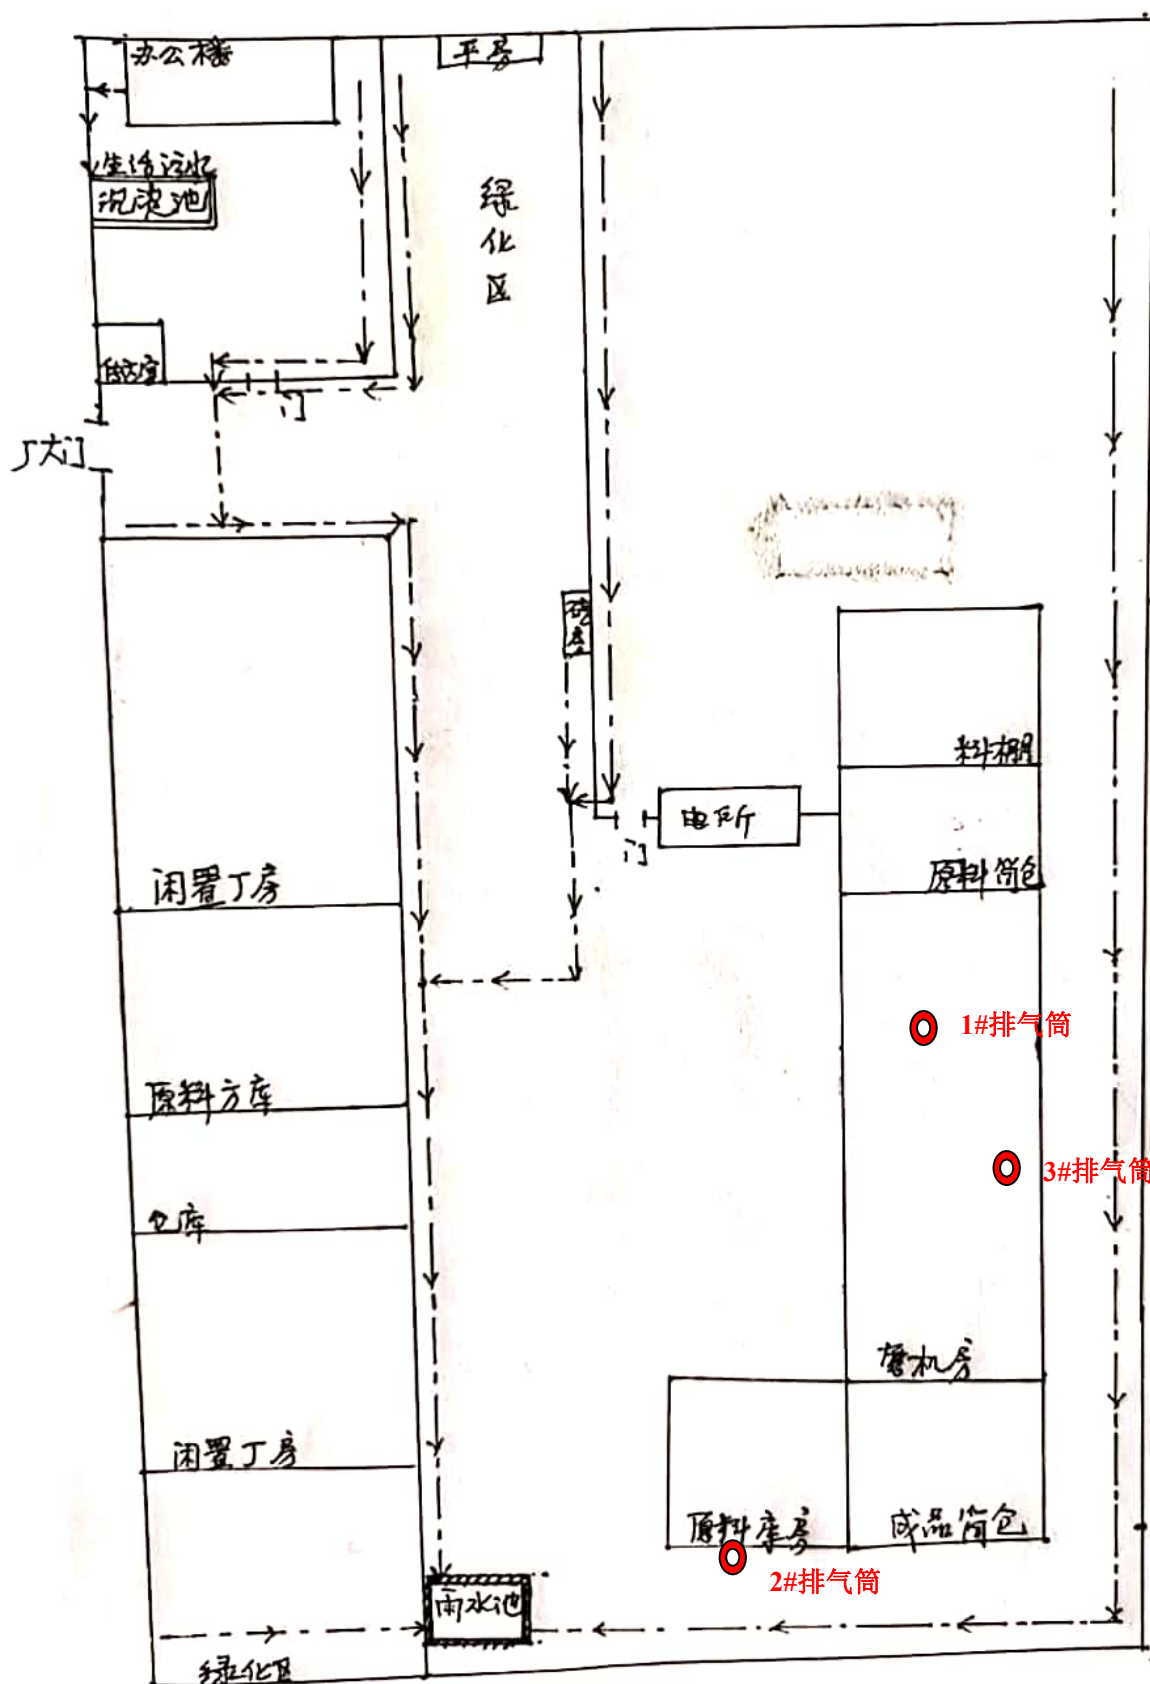 办公楼
平房
生活污水
沉淀池
绿
化
区
传达室
门
厂大门
料棚
电所
门
原料筒仓
闲置厂房
1#排气筒
原料方库
3#排气筒
仓库
磨机房
闲置厂房
原料库房
成品筒仓
2#排气筒
雨水池
绿化区